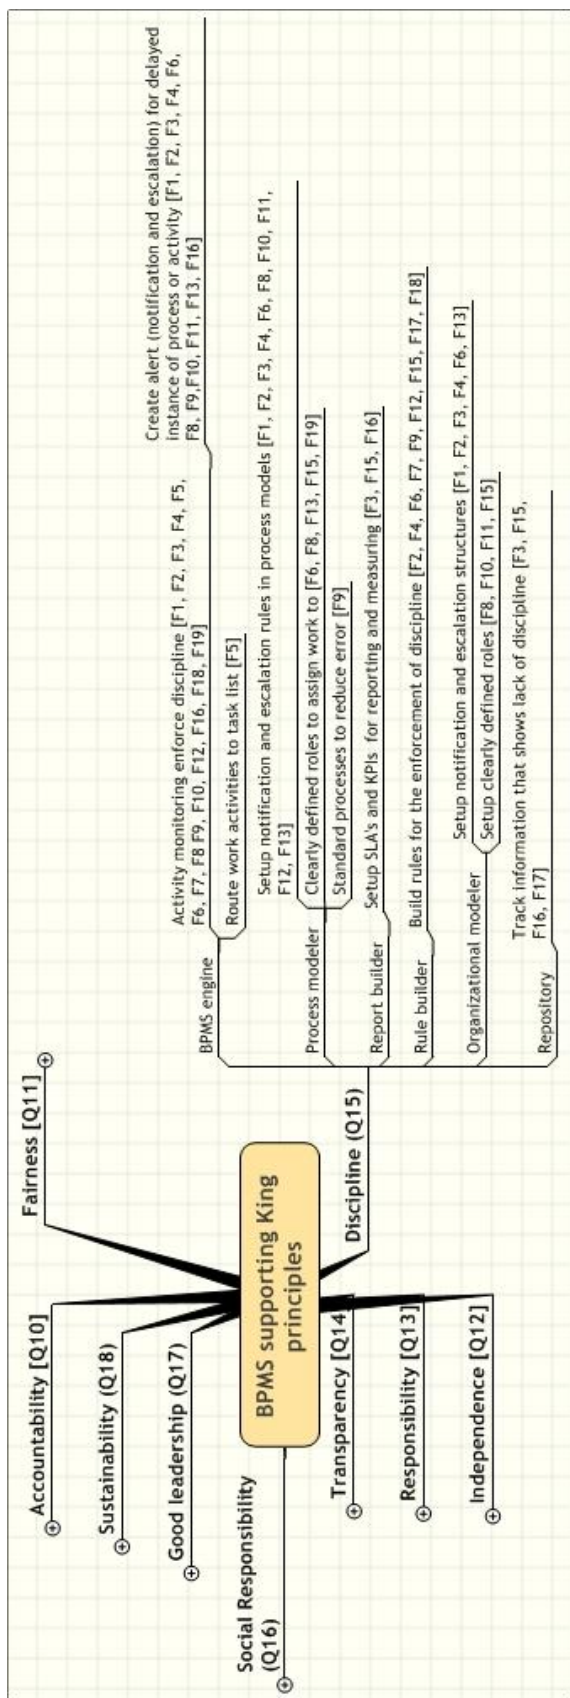 BPMS supporting King
principles
Fairness [Q11]
Accountability [Q10]
Sustainability (Q18)
Good leadership (Q17)
Social Responsibility
(Q16)
Transparency [Q14]
Responsibility [Q13]
Independence [Q12]
Discipline (Q15)
BPMS engine
Activity monitoring enforce discipline [F1, F2, F3, F4, F5,
F6, F7, F8 F9, F10, F12, F16, F18, F19]
Create alert (notification and escalation) for delayed
instance of process or activity [F1, F2, F3, F4, F6,
F8, F9,F10, F11, F13, F16]
Route work activities to task list [F5]
Process modeler
Setup notification and escalation rules in process models [F1, F2, F3, F4, F6, F8, F10, F11,
F12, F13]
Clearly defined roles to assign work to [F6, F8, F13, F15, F19]
Standard processes to reduce error [F9]
Report builder
Setup SLA's and KPIs for reporting and measuring [F3, F15, F16]
Rule builder
Build rules for the enforcement of discipline [F2, F4, F6, F7, F9, F12, F15, F17, F18]
Organizational modeler
Setup notification and escalation structures [F1, F2, F3, F4, F6, F13]
Setup clearly defined roles [F8, F10, F11, F15]
Repository
Track information that shows lack of discipline [F3, F15,
F16, F17]